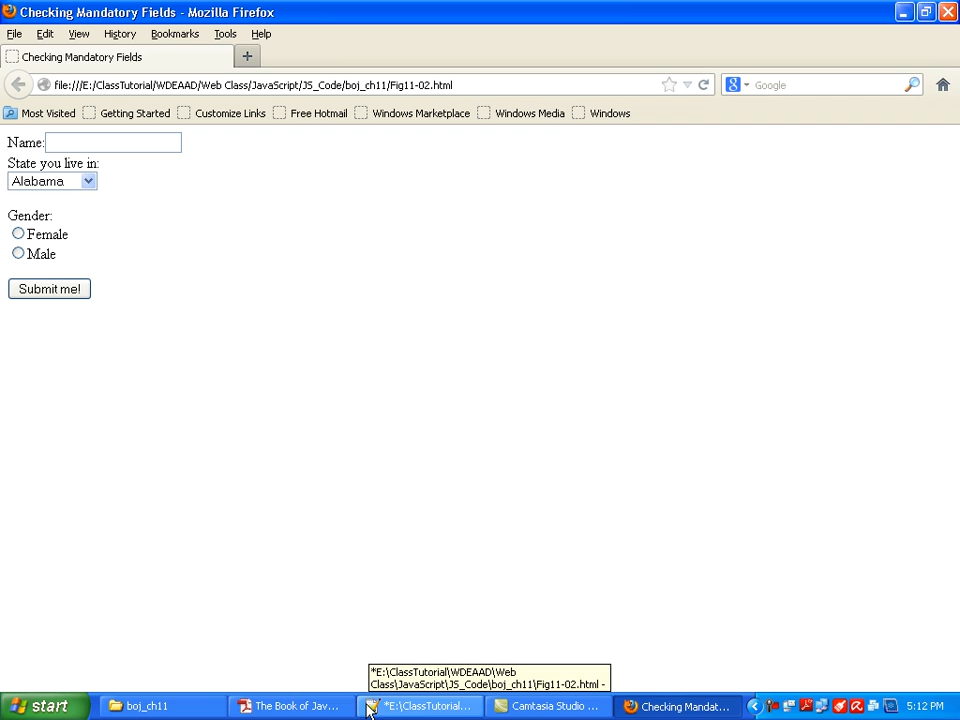 Checking Mandatory Fields - Mozilla Firefox
File Edit View History Bookmarks Tools Help
Checking Mandatory Fields
file:///E:/ClassTutorial/WDEAAD/Web Class/JavaScript/JS_Code/boj_ch11/Fig11-02.html
Google
Most Visited Getting Started Customize Links Free Hotmail Windows Marketplace Windows Media Windows
Name:
State you live in:
Alabama
Gender:
Female
Male
Submit me!
*E:\ClassTutorial\WDEAAD\Web
Class\JavaScript\JS_Code\boj_ch11\Fig11-02.html -
start boj_ch11 The Book of Jav... *E:\ClassTutorial... Camtasia Studio ... Checking Mandat... 5:12 PM